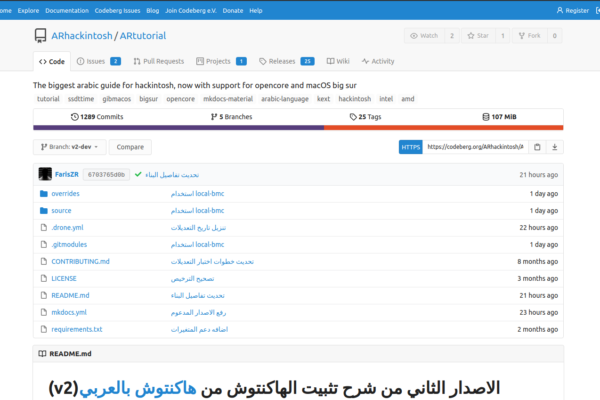 ome Explore Documentation Codeberg Issues Blog Join Codeberg e.V. Donate Help Register
ARhackintosh / ARtutorial Watch 2 Star 1 Fork 0
Code Issues 2 Pull Requests Projects 1 Releases 25 Wiki Activity
The biggest arabic guide for hackintosh, now with support for opencore and macOS big sur
tutorial ssdttime gibmacos bigsur opencore mkdocs-material arabic-language kext hackintosh intel amd
1289 Commits 5 Branches 25 Tags 107 MiB
Branch: v2-dev Compare HTTPS https://codeberg.org/ARhackintosh/A
FarisZR 6703765d0b تحديث تفاصيل البناء 21 hours ago
overrides استخدام local-bmc 1 day ago
source استخدام local-bmc 1 day ago
.drone.yml تنزيل تاريخ التعديلات 22 hours ago
.gitmodules استخدام local-bmc 1 day ago
CONTRIBUTING.md تحديث خطوات اختبار التعديلات 8 months ago
LICENSE تصحيح الترخيص 3 months ago
README.md تحديث تفاصيل البناء 21 hours ago
mkdocs.yml رفع الاصدار المدعوم 23 hours ago
requirements.txt اضافه دعم المتغيرات 2 months ago
README.md
الاصدار الثاني من شرح تثبيت الهاكنتوش من هاكنتوش بالعربي(v2)